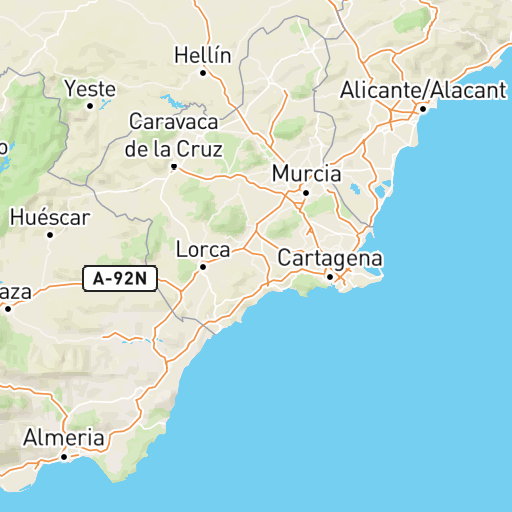 Hellín
Yeste
Alicante/Alacant
Caravaca
de la Cruz
o
Murcia
Huéscar
Lorca
Cartagena
A-92N
aza
Almeria